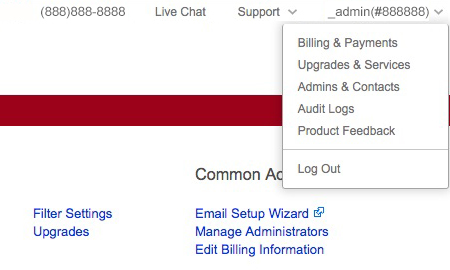 (888)888-8888 Live Chat Support _admin(#888888)
Billing & Payments
Upgrades & Services
Admins & Contacts
Audit Logs
Product Feedback
Log Out
Common Ac
Filter Settings Email Setup Wizard
Upgrades Manage Administrators
Edit Billing Information